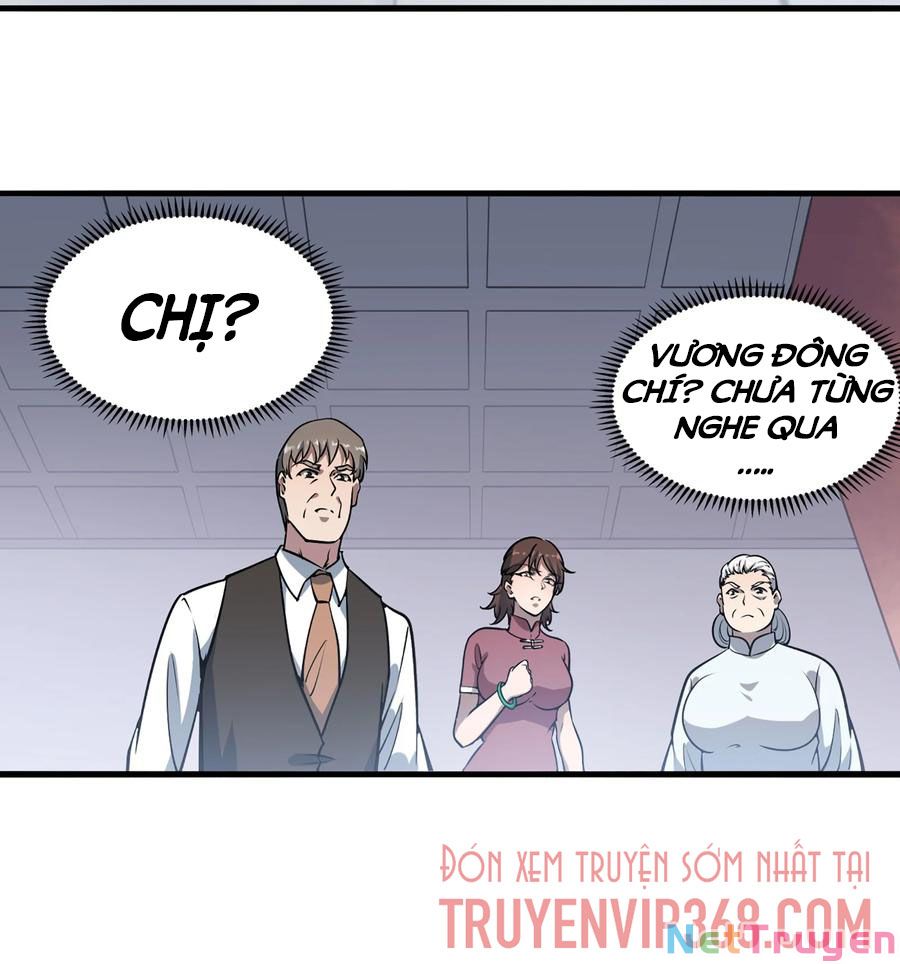 CHỊ?
VƯƠNG ĐÔNG
CHÍ? CHƯA TỪNG
NGHE QUA
.....
ĐÓN XEM TRUYỆN SỚM NHẤT TẠI
TRUYENVIP368.COM
NetTruyen